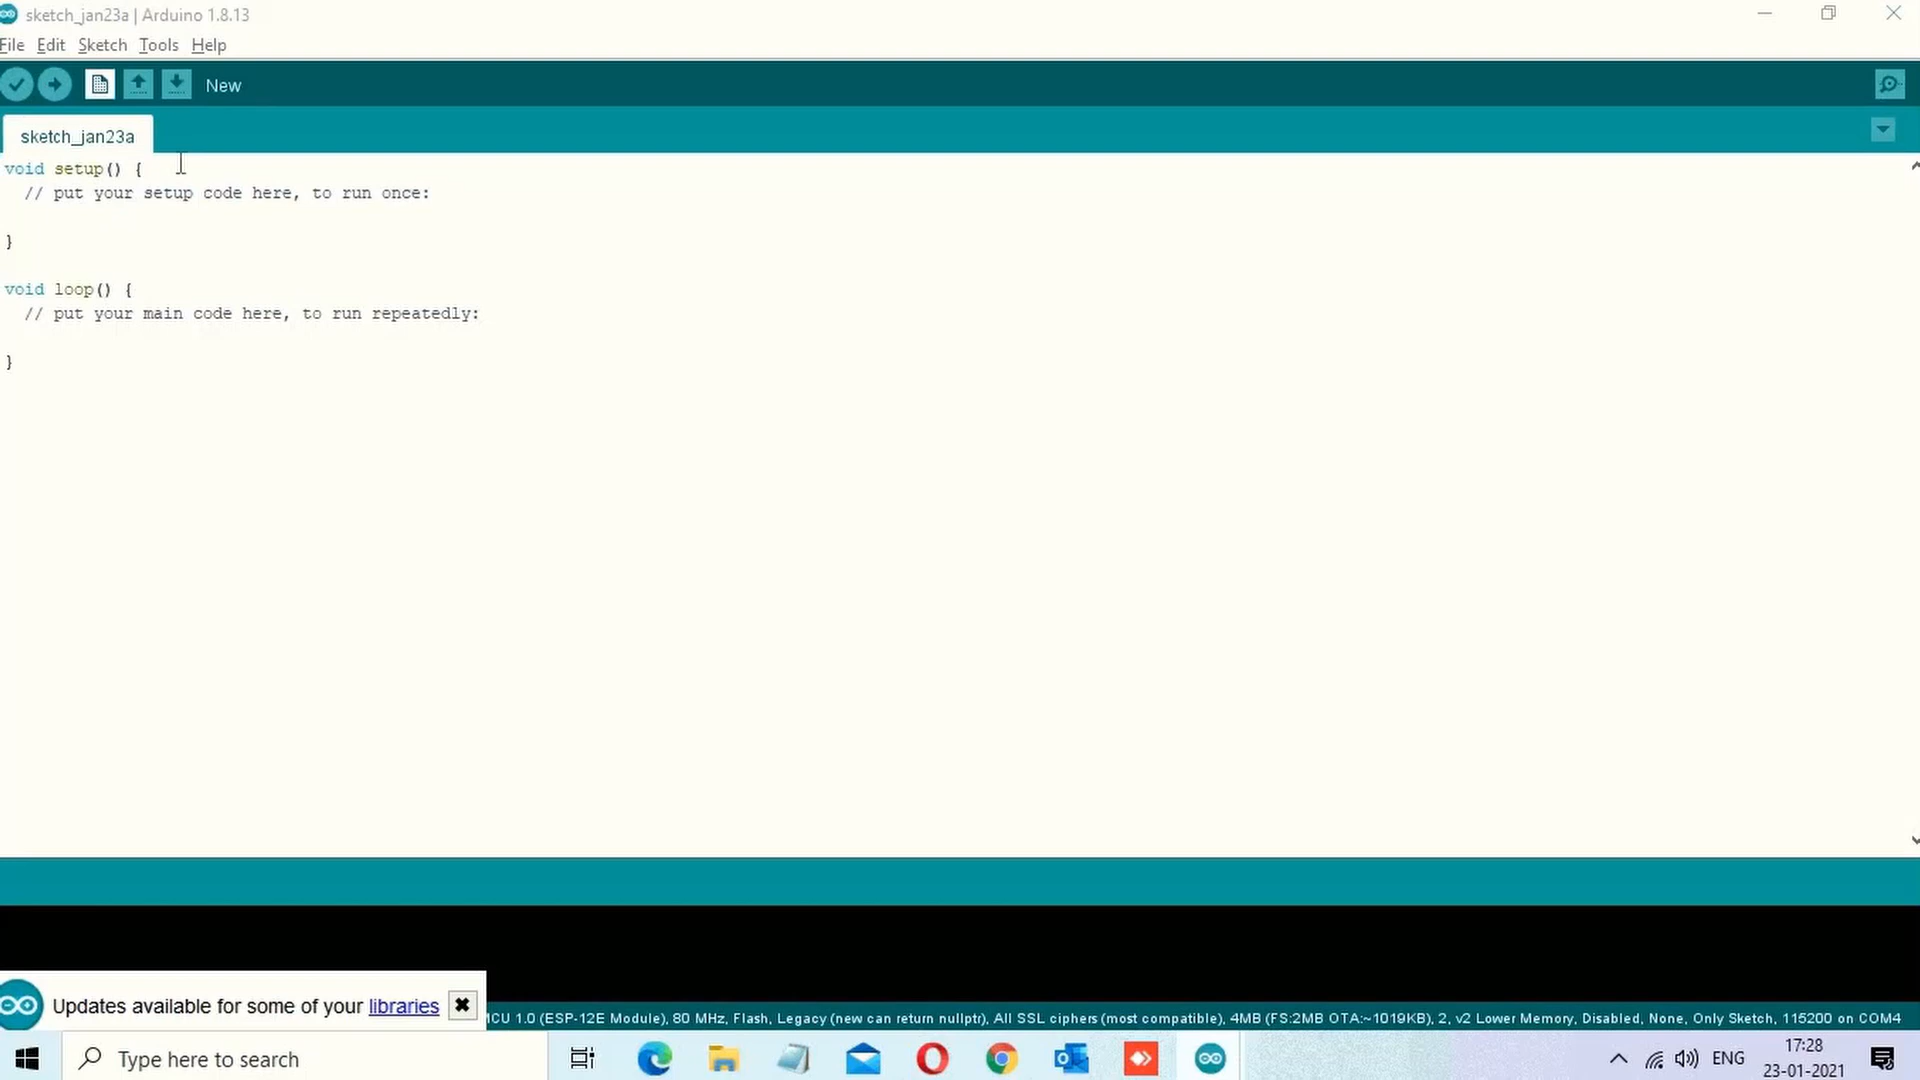 sketch_jan23a | Arduino 1.8.13
File Edit Sketch Tools Help
New
sketch_jan23a
void setup() {
  // put your setup code here, to run once:
}
void loop() {
  // put your main code here, to run repeatedly:
}
Updates available for some of your libraries
MCU 1.0 (ESP-12E Module), 80 MHz, Flash, Legacy (new can return nullptr), All SSL ciphers (most compatible), 4MB (FS:2MB OTA:~1019KB), 2, v2 Lower Memory, Disabled, None, Only Sketch, 115200 on COM4
Type here to search
ENG
17:28
23-01-2021